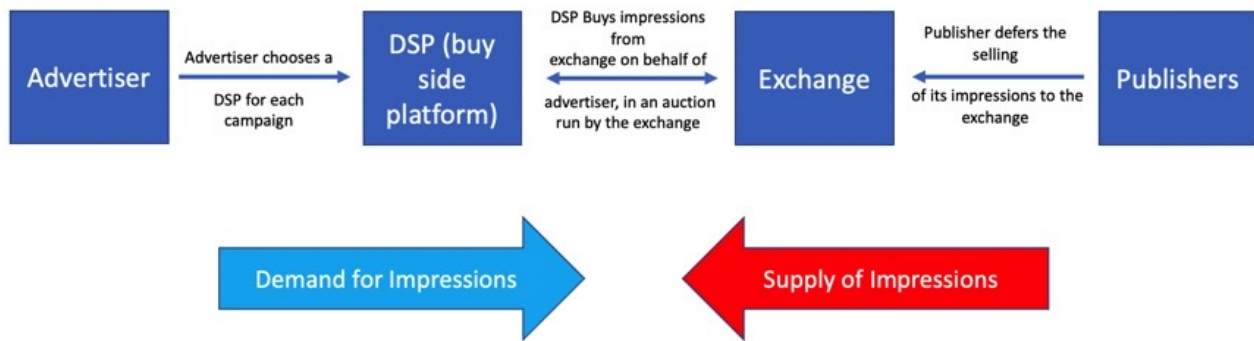 Advertiser
Advertiser chooses a
DSP for each
campaign
DSP (buy
side
platform)
DSP Buys impressions
from
exchange on behalf of
advertiser, in an auction
run by the exchange
Exchange
Publisher defers the
selling
of its impressions to the
exchange
Publishers
Demand for Impressions
Supply of Impressions